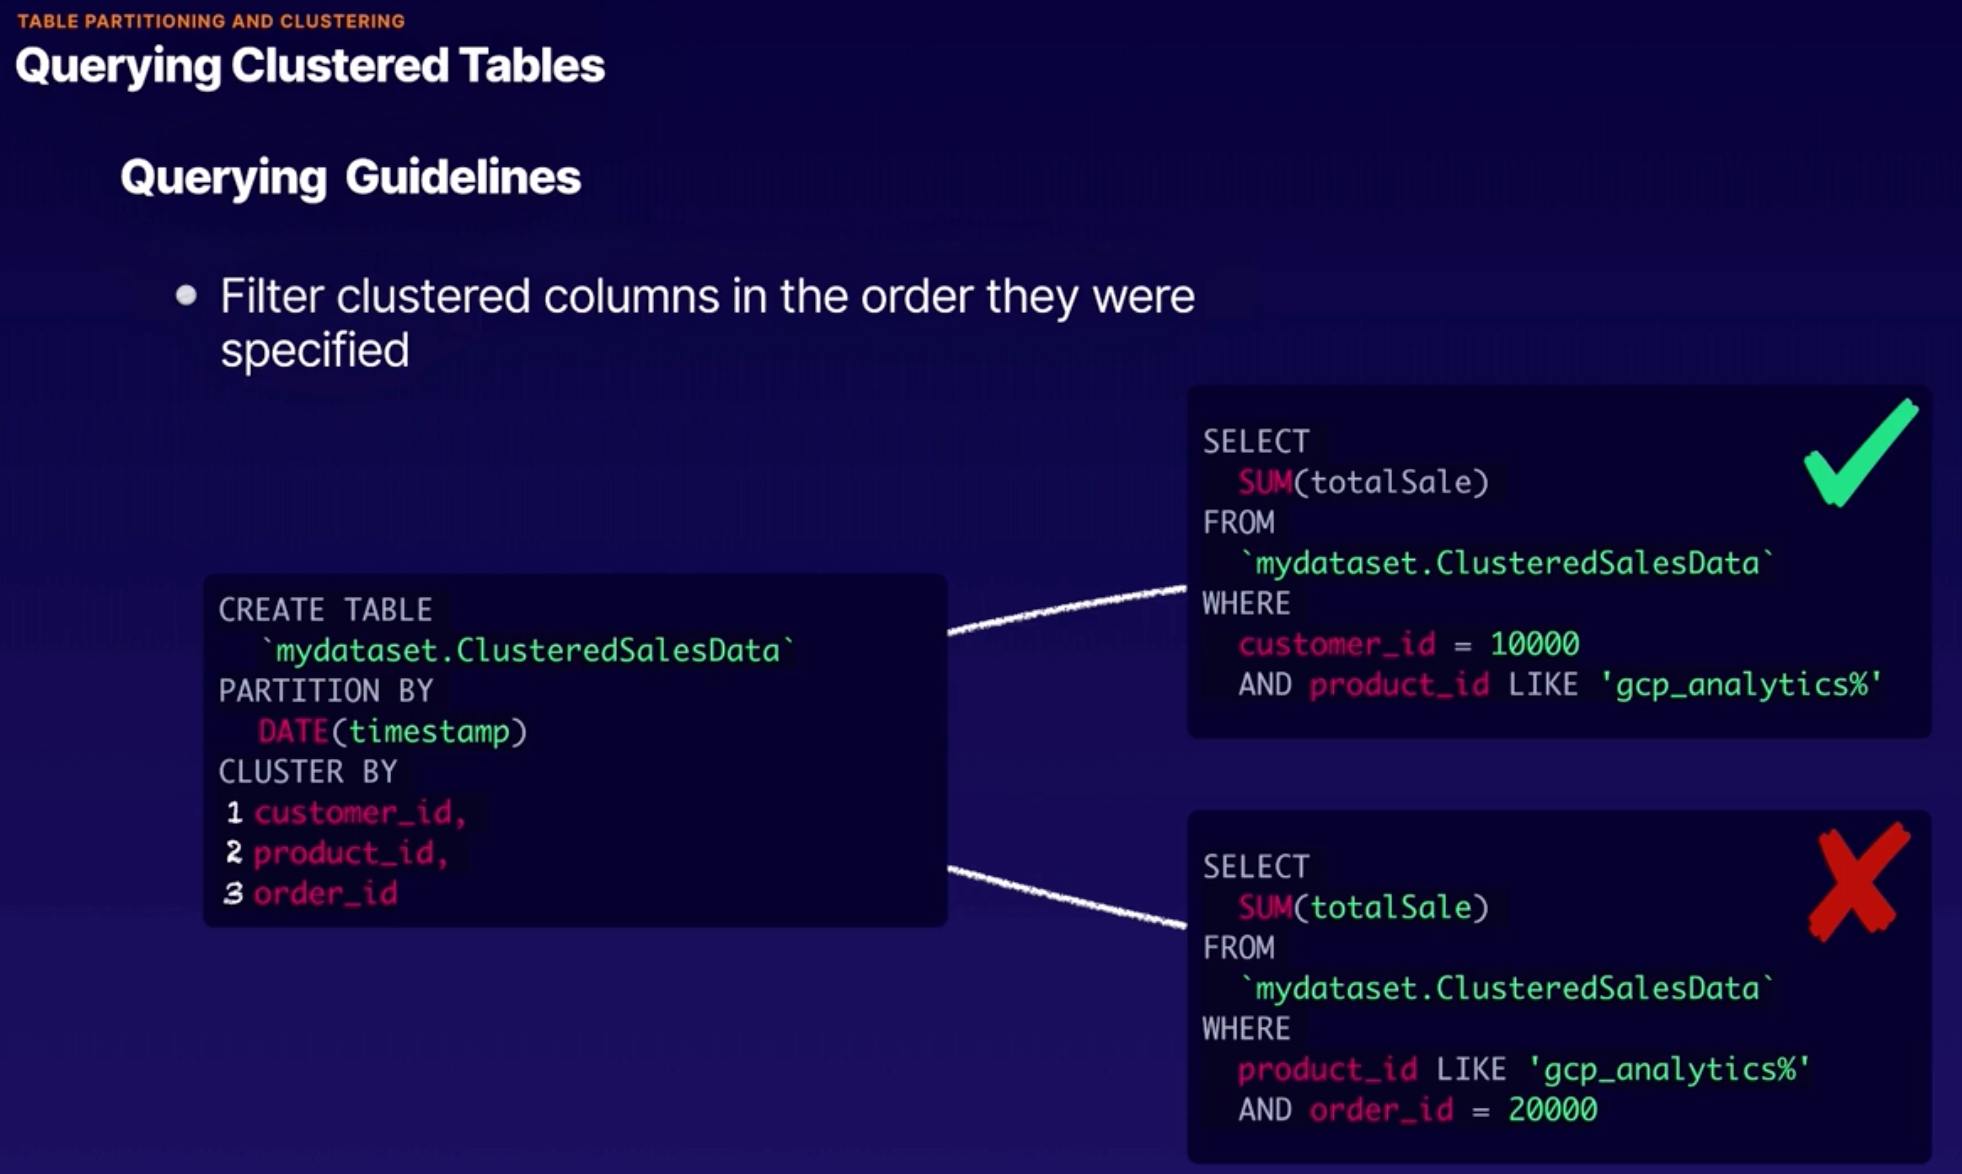 TABLE PARTITIONING AND CLUSTERING
Querying Clustered Tables
Querying Guidelines
Filter clustered columns in the order they were
specified
CREATE TABLE
`mydataset.ClusteredSalesData`
PARTITION BY
DATE(timestamp)
CLUSTER BY
1 customer_id,
2 product_id,
3 order_id
SELECT
SUM(totalSale)
FROM
`mydataset.ClusteredSalesData`
WHERE
customer_id = 10000
AND product_id LIKE 'gcp_analytics%'
SELECT
SUM(totalSale)
FROM
`mydataset.ClusteredSalesData`
WHERE
product_id LIKE 'gcp_analytics%'
AND order_id = 20000